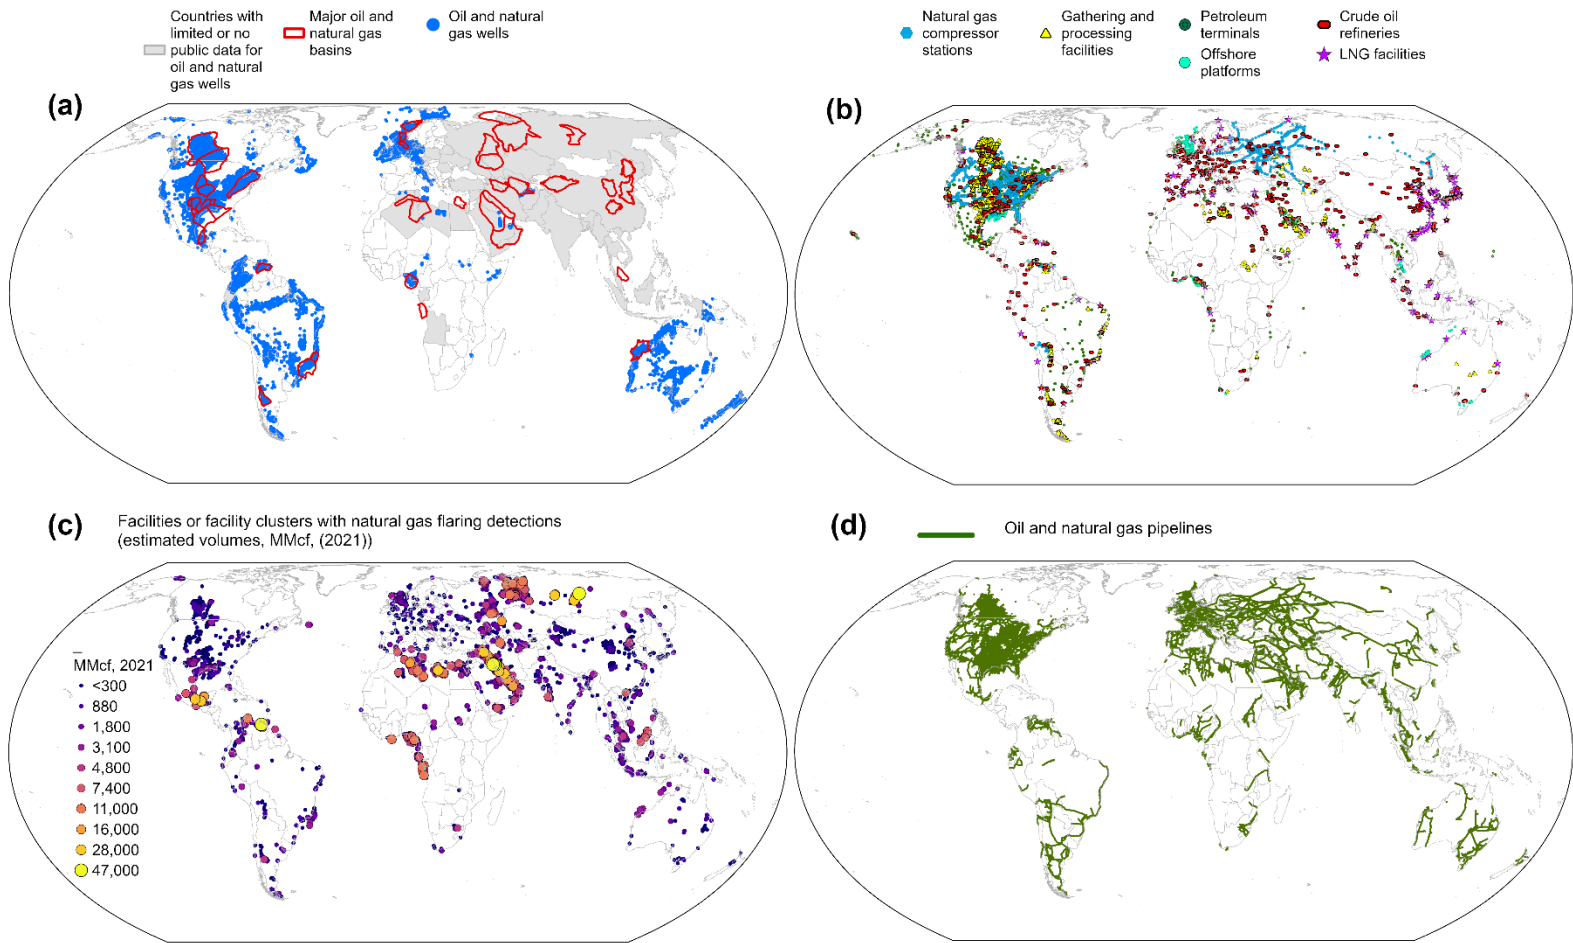 Countries with
limited or no
public data for
oil and natural
gas wells
Major oil and
natural gas
basins
Oil and natural
gas wells
(a)
Natural gas
compressor
stations
Gathering and
processing
facilities
Petroleum
terminals
Offshore
platforms
Crude oil
refineries
LNG facilities
(b)
(c)
Facilities or facility clusters with natural gas flaring detections
(estimated volumes, MMcf, (2021))
MMcf, 2021
<300
880
1,800
3,100
4,800
7,400
11,000
16,000
28,000
47,000
(d)
Oil and natural gas pipelines